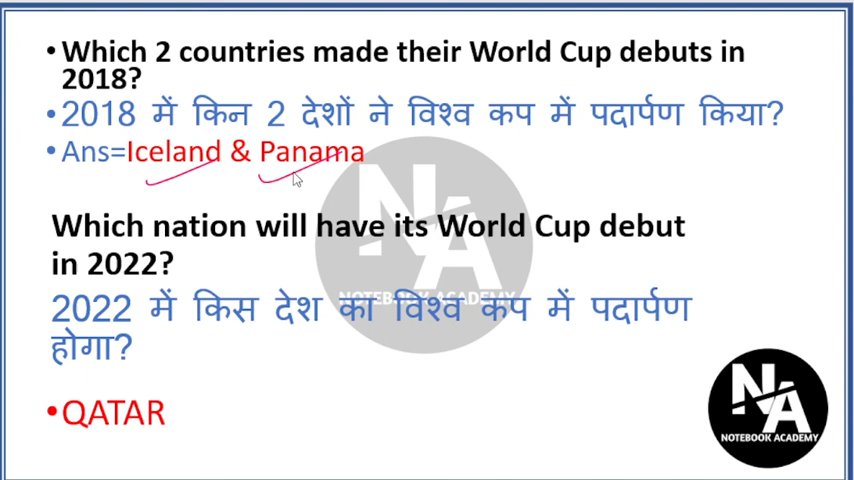 • Which 2 countries made their World Cup debuts in
2018?
• 2018 में किन 2 देशों ने विश्व कप में पदार्पण किया?
• Ans=Iceland & Panama
Which nation will have its World Cup debut
in 2022?
2022 में किस देश का विश्व कप में पदार्पण
होगा?
• QATAR
NA
NOTEBOOK ACADEMY
NA
NOTEBOOK ACADEMY